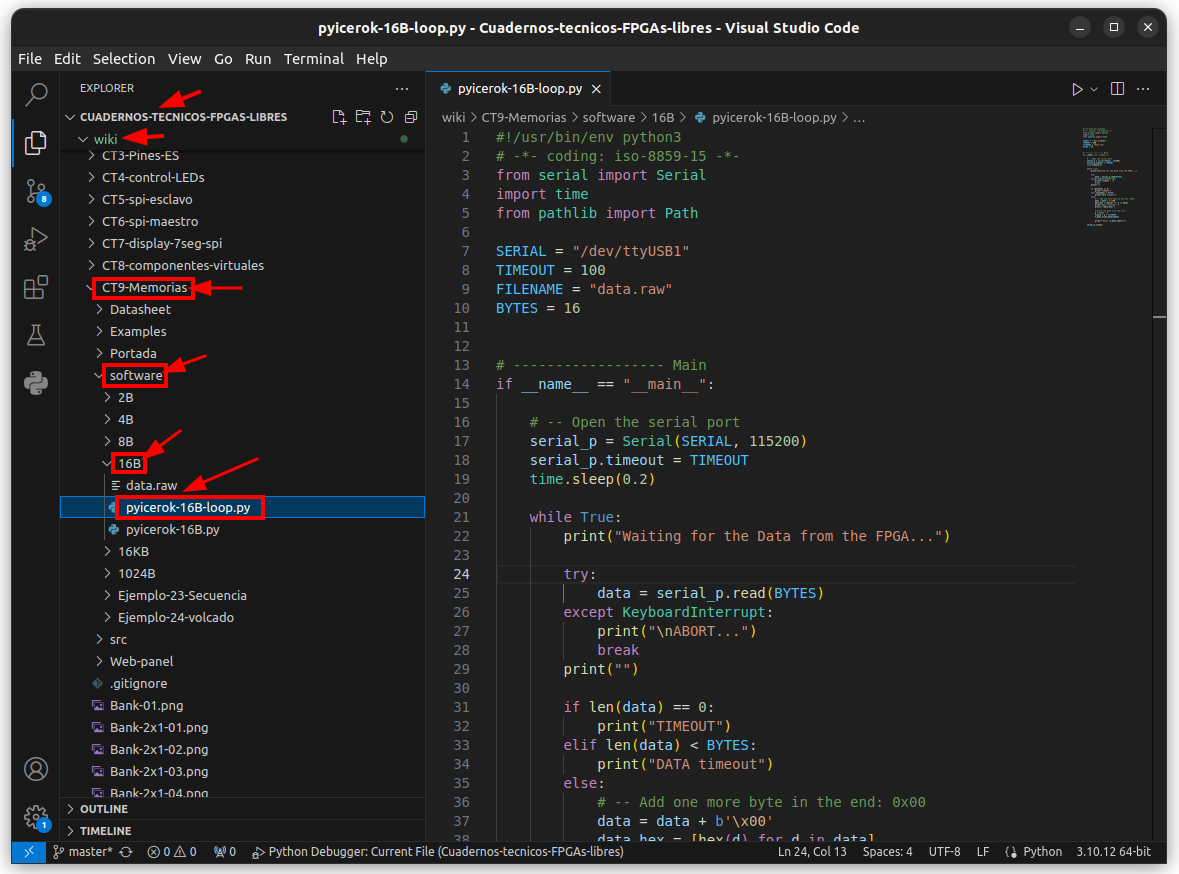 pyicerok-16B-loop.py - Cuadernos-tecnicos-FPGAs-libres - Visual Studio Code
File Edit Selection View Go Run Terminal Help
EXPLORER
CUADERNOS-TECNICOS-FPGAS-LIBRES
wiki
CT3-Pines-ES
CT4-control-LEDs
CT5-spi-esclavo
CT6-spi-maestro
CT7-display-7seg-spi
CT8-componentes-virtuales
CT9-Memorias
Datasheet
Examples
Portada
software
2B
4B
8B
16B
data.raw
pyicerok-16B-loop.py
pyicerok-16B.py
16KB
1024B
Ejemplo-23-Secuencia
Ejemplo-24-volcado
src
Web-panel
.gitignore
Bank-01.png
Bank-2x1-01.png
Bank-2x1-02.png
Bank-2x1-03.png
Bank-2x1-04.png
OUTLINE
TIMELINE
8
1
pyicerok-16B-loop.py
wiki > CT9-Memorias > software > 16B > pyicerok-16B-loop.py > ...
1 #!/usr/bin/env python3
2 # -*- coding: iso-8859-15 -*-
3 from serial import Serial
4 import time
5 from pathlib import Path
6
7 SERIAL = "/dev/ttyUSB1"
8 TIMEOUT = 100
9 FILENAME = "data.raw"
10 BYTES = 16
11
12
13 # ------------------ Main
14 if __name__ == "__main__":
15
16 # -- Open the serial port
17 serial_p = Serial(SERIAL, 115200)
18 serial_p.timeout = TIMEOUT
19 time.sleep(0.2)
20
21 while True:
22 print("Waiting for the Data from the FPGA...")
23
24 try:
25 data = serial_p.read(BYTES)
26 except KeyboardInterrupt:
27 print("\nABORT...")
28 break
29 print("")
30
31 if len(data) == 0:
32 print("TIMEOUT")
33 elif len(data) < BYTES:
34 print("DATA timeout")
35 else:
36 # -- Add one more byte in the end: 0x00
37 data = data + b'\x00'
38 data_hex = [hex(d) for d in data]
master* 0 0 0 Python Debugger: Current File (Cuadernos-tecnicos-FPGAs-libres) Ln 24, Col 13 Spaces: 4 UTF-8 LF Python 3.10.12 64-bit